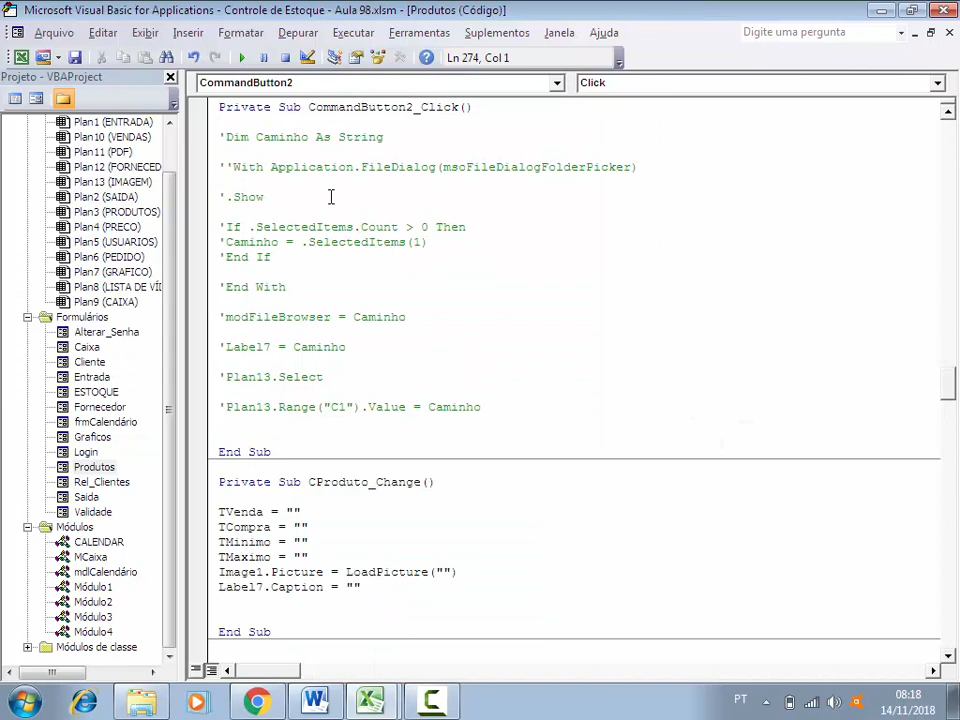 Microsoft Visual Basic for Applications - Controle de Estoque - Aula 98.xlsm - [Produtos (Código)]
Arquivo Editar Exibir Inserir Formatar Depurar Executar Ferramentas Suplementos Janela Ajuda
Digite uma pergunta
Ln 274, Col 1
Projeto - VBAProject
CommandButton2
Click
Plan1 (ENTRADA)
Plan10 (VENDAS)
Plan11 (PDF)
Plan12 (FORNECED
Plan13 (IMAGEM)
Plan2 (SAIDA)
Plan3 (PRODUTOS)
Plan4 (PRECO)
Plan5 (USUARIOS)
Plan6 (PEDIDO)
Plan7 (GRAFICO)
Plan8 (LISTA DE VÍ
Plan9 (CAIXA)
Formulários
Alterar_Senha
Caixa
Cliente
Entrada
ESTOQUE
Fornecedor
frmCalendário
Graficos
Login
Produtos
Rel_Clientes
Saida
Validade
Módulos
CALENDAR
MCaixa
mdlCalendário
Módulo1
Módulo2
Módulo3
Módulo4
Módulos de classe
Private Sub CommandButton2_Click()
'Dim Caminho As String
''With Application.FileDialog(msoFileDialogFolderPicker)
'.Show
'If .SelectedItems.Count > 0 Then
'Caminho = .SelectedItems(1)
'End If
'End With
'modFileBrowser = Caminho
'Label7 = Caminho
'Plan13.Select
'Plan13.Range("C1").Value = Caminho
End Sub
Private Sub CProduto_Change()
TVenda = ""
TCompra = ""
TMinimo = ""
TMaximo = ""
Image1.Picture = LoadPicture("")
Label7.Caption = ""
End Sub
PT
08:18
14/11/2018